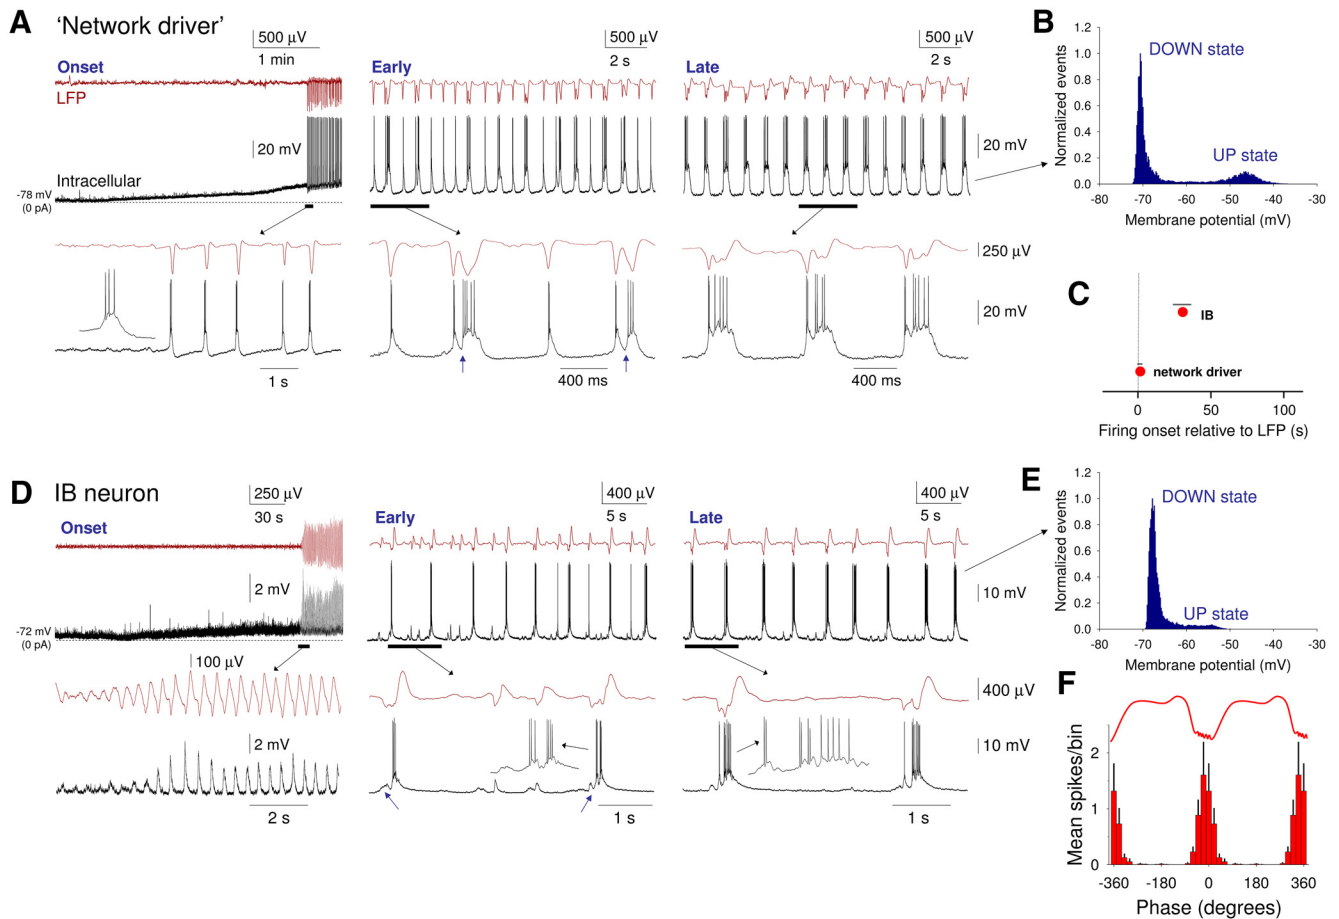 A
'Network driver'
500 µV
1 min
Onset
LFP
20 mV
Intracellular
-78 mV
(0 pA)
1 s
500 µV
2 s
Early
400 ms
500 µV
2 s
Late
20 mV
250 µV
20 mV
400 ms
B
Normalized events
1.2
1.0
0.8
0.6
0.4
0.2
0.0
DOWN state
UP state
-80 -70 -60 -50 -40 -30
Membrane potential (mV)
C
IB
network driver
0 50 100
Firing onset relative to LFP (s)
D
IB neuron
250 µV
30 s
Onset
2 mV
-72 mV
(0 pA)
100 µV
2 mV
2 s
400 µV
5 s
Early
1 s
400 µV
5 s
Late
10 mV
400 µV
10 mV
1 s
E
Normalized events
1.2
1.0
0.8
0.6
0.4
0.2
0.0
DOWN state
UP state
-80 -70 -60 -50 -40 -30
Membrane potential (mV)
F
Mean spikes/bin
2
1
0
-360 -180 0 180 360
Phase (degrees)